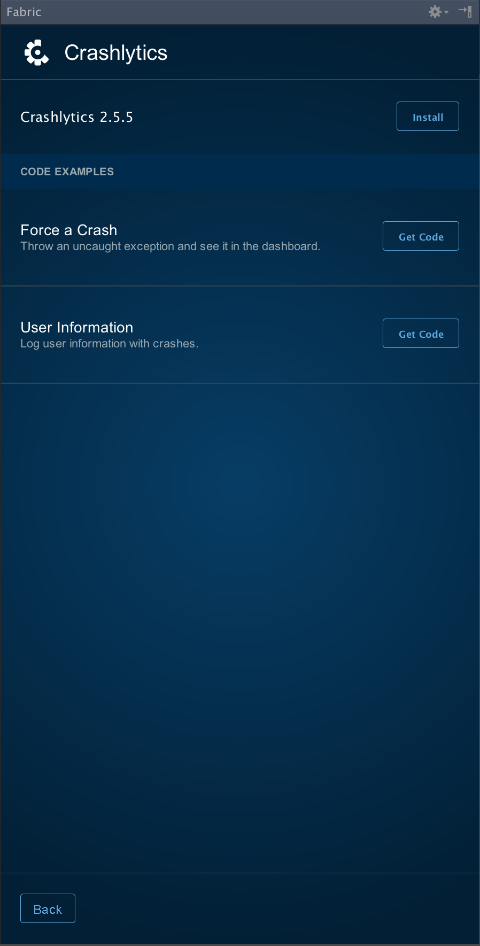 Fabric
Crashlytics
Crashlytics 2.5.5
Install
CODE EXAMPLES
Force a Crash
Throw an uncaught exception and see it in the dashboard.
Get Code
User Information
Log user information with crashes.
Get Code
Back